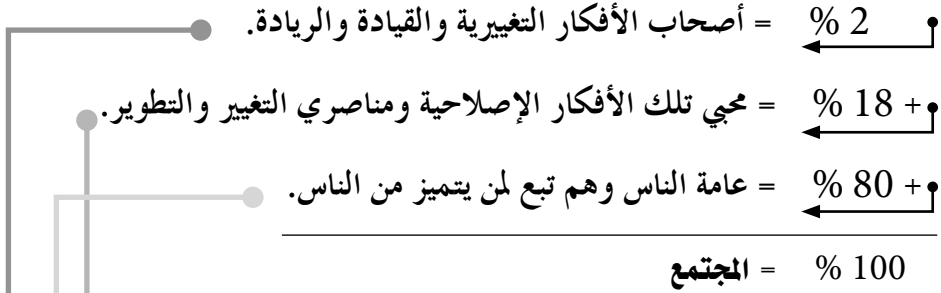 2 % = أصحاب الأفكار التغييرية والقيادة والريادة.
+ 18 % = محبي تلك الأفكار الإصلاحية ومناصري التغيير والتطوير.
+ 80 % = عامة الناس وهم تبع لمن يتميز من الناس.
100 % = المجتمع